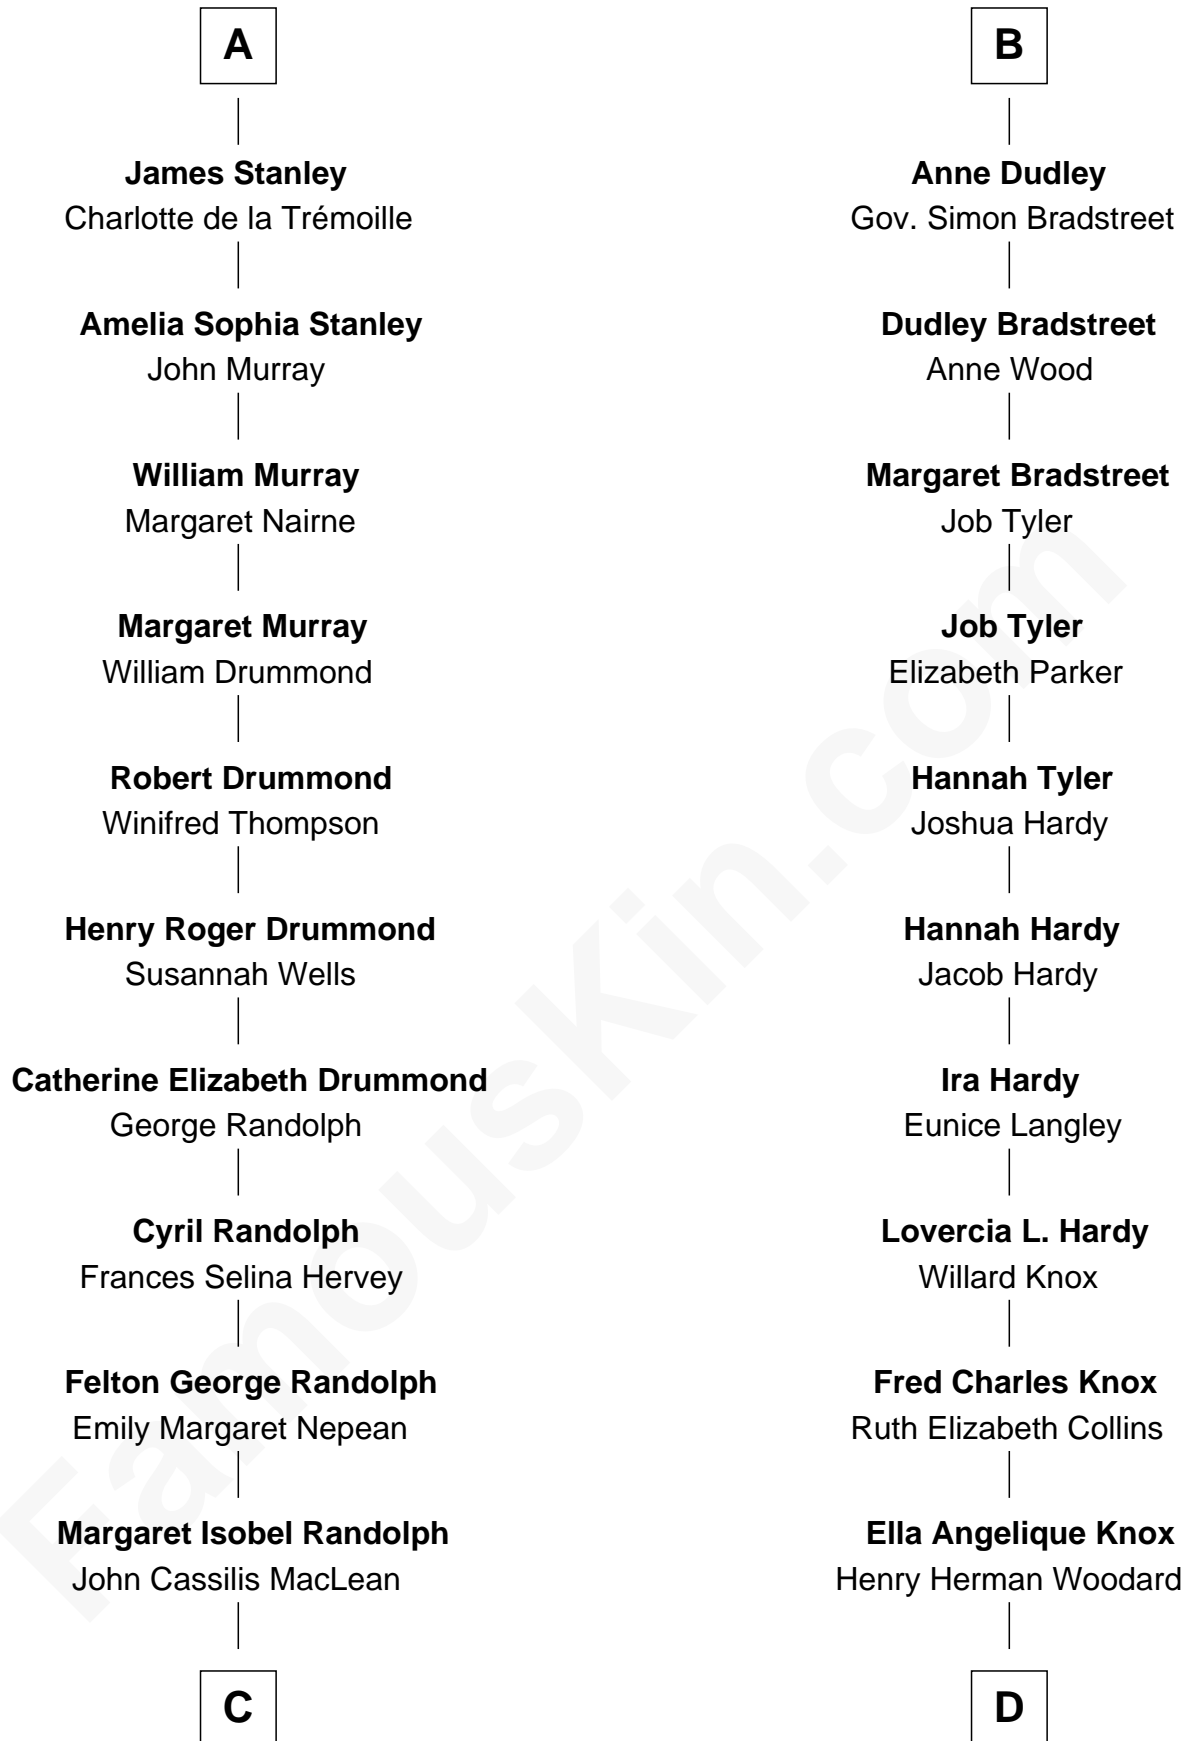 A
James Stanley
Charlotte de la Trémoille
Amelia Sophia Stanley
John Murray
William Murray
Margaret Nairne
Margaret Murray
William Drummond
Robert Drummond
Winifred Thompson
Henry Roger Drummond
Susannah Wells
Catherine Elizabeth Drummond
George Randolph
Cyril Randolph
Frances Selina Hervey
Felton George Randolph
Emily Margaret Nepean
Margaret Isobel Randolph
John Cassilis MacLean
C
B
Anne Dudley
Gov. Simon Bradstreet
Dudley Bradstreet
Anne Wood
Margaret Bradstreet
Job Tyler
Job Tyler
Elizabeth Parker
Hannah Tyler
Joshua Hardy
Hannah Hardy
Jacob Hardy
Ira Hardy
Eunice Langley
Lovercia L. Hardy
Willard Knox
Fred Charles Knox
Ruth Elizabeth Collins
Ella Angelique Knox
Henry Herman Woodard
D
FamousKin.com